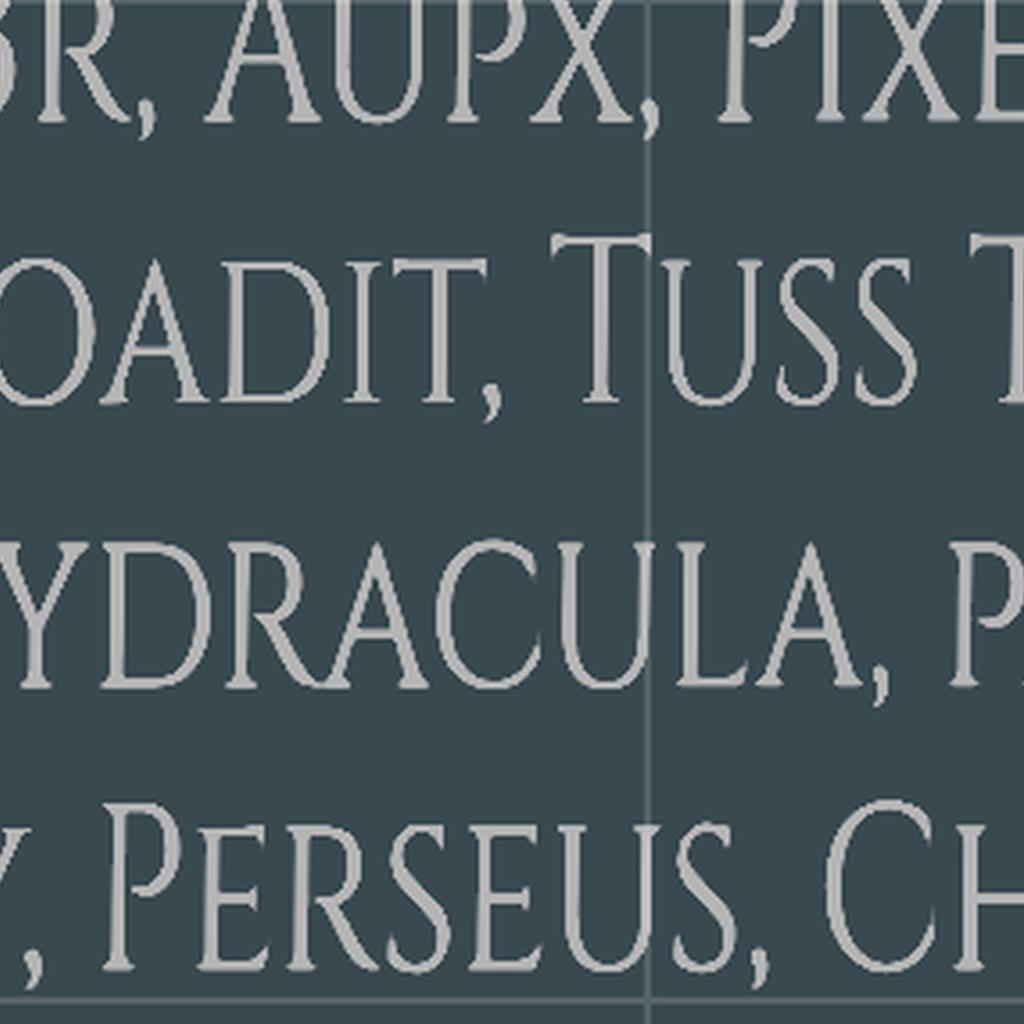 BR, AUPX, PIXE
OADIT, TUSS T
YDRACULA, P
Y, PERSEUS, CH